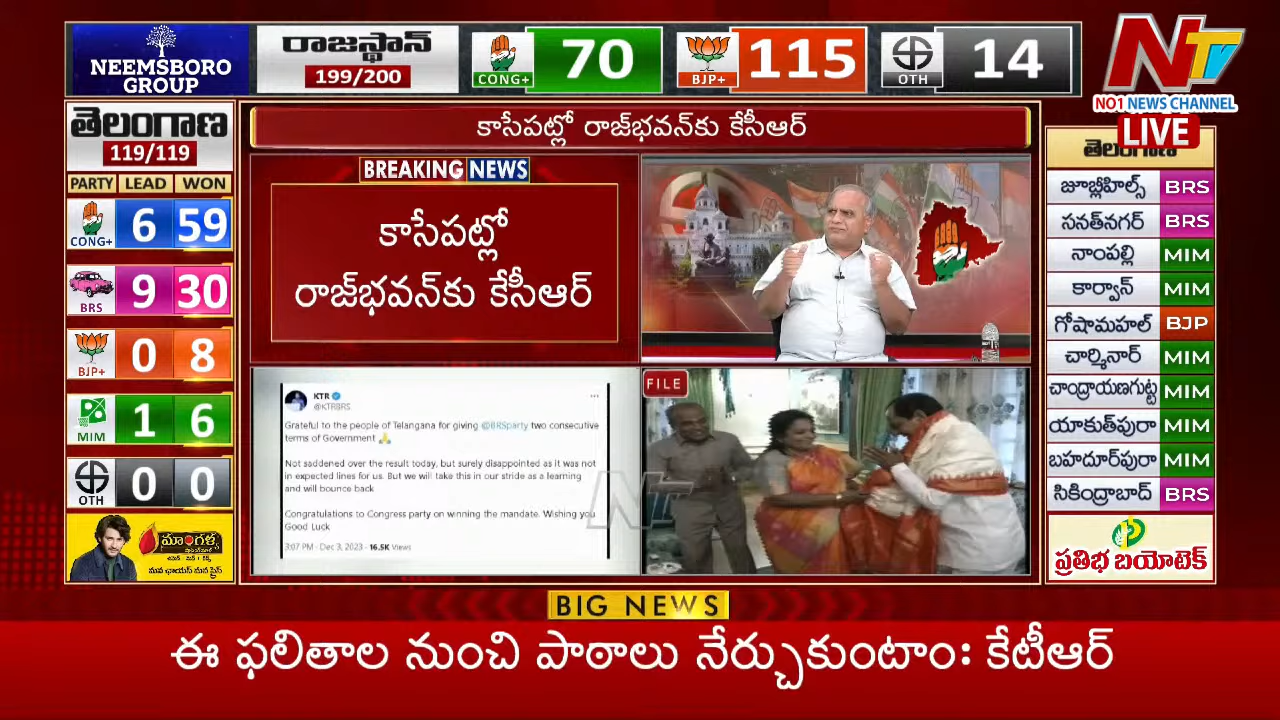 NEEMSBORO
GROUP
రాజస్థాన్
199/200
CONG+
70
BJP+
115
OTH
14
NTV
NO1 NEWS CHANNEL
LIVE
తెలంగాణ
119/119
PARTY LEAD WON
CONG+ 6 59
BRS 9 30
BJP+ 0 8
MIM 1 6
OTH 0 0
మాంగళ్య
కాసేపట్లో రాజ్‌భవన్‌కు కేసీఆర్
BREAKING NEWS
కాసేపట్లో
రాజ్‌భవన్‌కు కేసీఆర్
KTR
@KTRBRS
Grateful to the people of Telangana for giving @BRSparty two consecutive
terms of Government 🙏
Not saddened over the result today, but surely disappointed as it was not
in expected lines for us. But we will take this in our stride as a learning
and will bounce back
Congratulations to Congress party on winning the mandate. Wishing you
Good Luck
3:07 PM - Dec 3, 2023 - 16.5K Views
NT
FILE
తెలంగాణ
జూబ్లీహిల్స్ BRS
సనత్‌నగర్ BRS
నాంపల్లి MIM
కార్వాన్ MIM
గోషామహల్ BJP
చార్మినార్ MIM
చాంద్రాయణగుట్ట MIM
యాకుత్‌పురా MIM
బహదూర్‌పురా MIM
సికింద్రాబాద్ BRS
ప్రతిభ బయోటెక్
BIG NEWS
ఈ ఫలితాల నుంచి పాఠాలు నేర్చుకుంటాం: కేటీఆర్